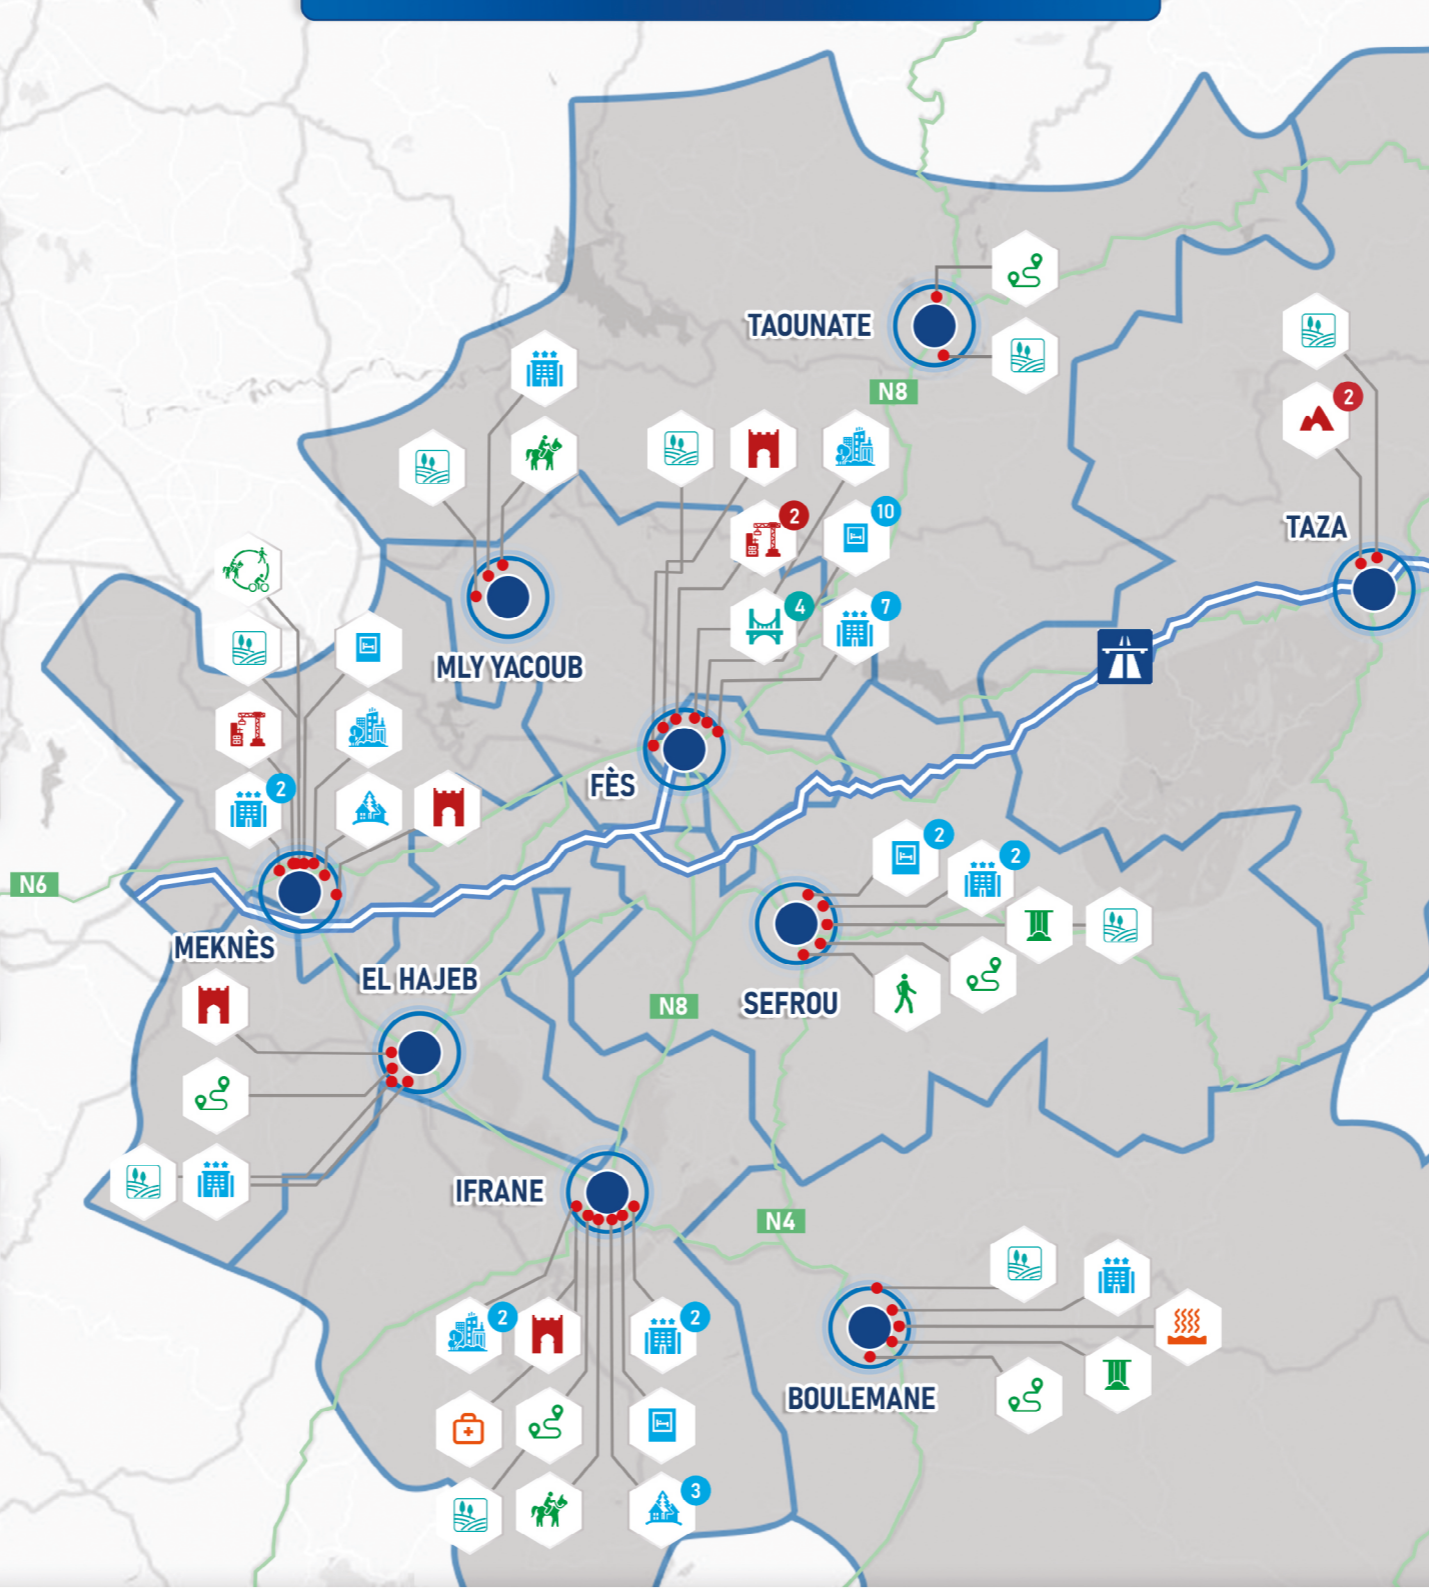 TAOUNATE
N8
2
TAZA
2
10
4
7
MLY YACOUB
FÈS
2
N6
MEKNÈS
2
2
EL HAJEB
N8
SEFROU
IFRANE
N4
2
2
BOULEMANE
3